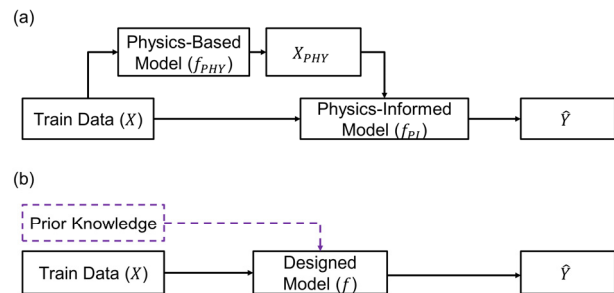 (a)
Physics-Based
Model (f_PHY)
X_PHY
Train Data (X)
Physics-Informed
Model (f_PI)
Ŷ
(b)
Prior Knowledge
Train Data (X)
Designed
Model (f)
Ŷ